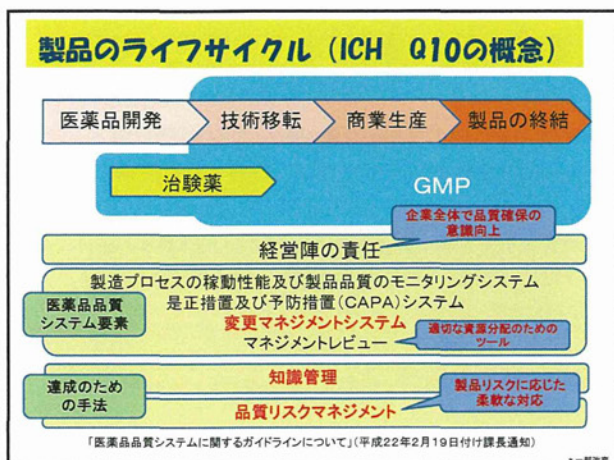 製品のライフサイクル（ICH　Q10の概念）
医薬品開発
技術移転
商業生産
製品の終結
治験薬
GMP
企業全体で品質確保の
意識向上
経営陣の責任
製造プロセスの稼動性能及び製品品質のモニタリングシステム
是正措置及び予防措置（CAPA）システム
医薬品品質
システム要素
変更マネジメントシステム
マネジメントレビュー
適切な資源分配のための
ツール
知識管理
達成のため
の手法
製品リスクに応じた
柔軟な対応
品質リスクマネジメント
「医薬品品質システムに関するガイドラインについて」（平成22年2月19日付け課長通知）